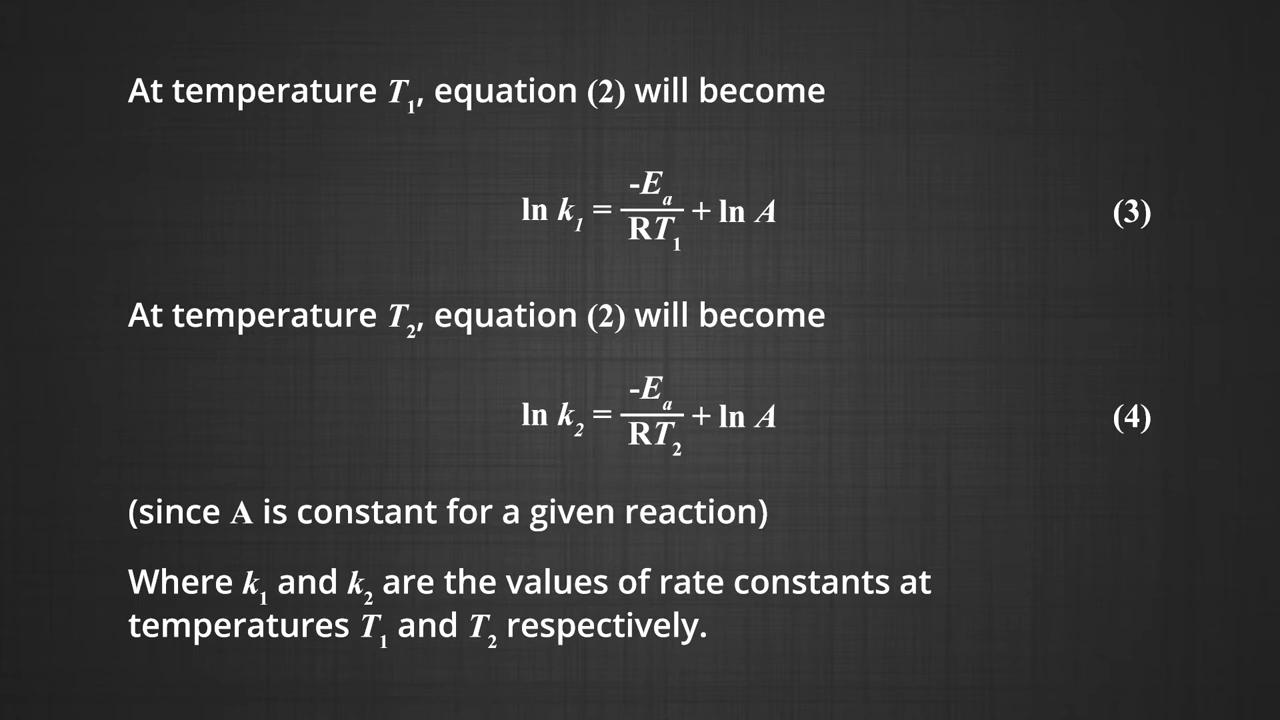 At temperature T₁, equation (2) will become
ln k₁ = -Eₐ/RT₁ + ln A (3)
At temperature T₂, equation (2) will become
ln k₂ = -Eₐ/RT₂ + ln A (4)
(since A is constant for a given reaction)
Where k₁ and k₂ are the values of rate constants at
temperatures T₁ and T₂ respectively.